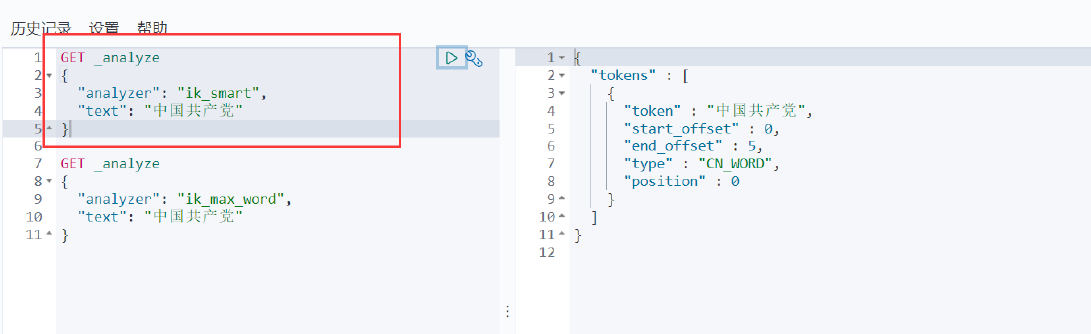 历史记录 设置 帮助
1 GET _analyze
2 {
3 "analyzer": "ik_smart",
4 "text": "中国共产党"
5 }
6
7 GET _analyze
8 {
9 "analyzer": "ik_max_word",
10 "text": "中国共产党"
11 }
1 {
2 "tokens" : [
3 {
4 "token" : "中国共产党",
5 "start_offset" : 0,
6 "end_offset" : 5,
7 "type" : "CN_WORD",
8 "position" : 0
9 }
10 ]
11 }
12